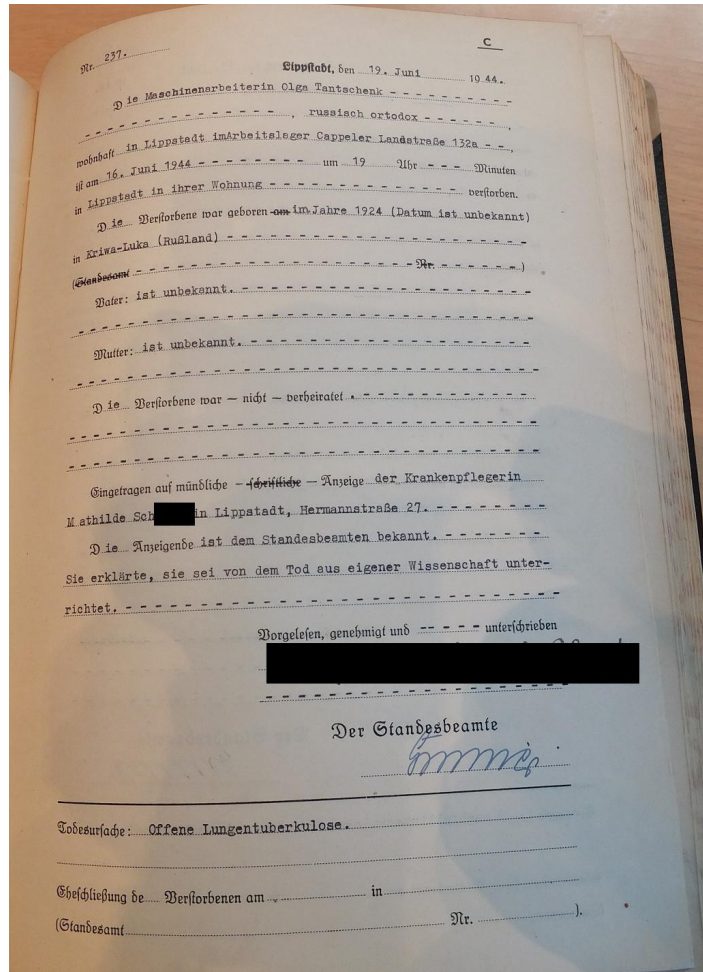 C
Nr. 237.
Lippstadt, den 19. Juni 1944.
Die Maschinenarbeiterin Olga Tantschenk - - - - - - - - - -
- - - - - - - - - - - - - - , russisch ortodox - - - - - - - ,
wohnhaft in Lippstadt imArbeitslager Cappeler Landstraße 132a - -,
ist am 16. Juni 1944 - - - - - - - - um 19 Uhr - - - Minuten
in Lippstadt in ihrer Wohnung - - - - - - - - - - - - - - verstorben.
Die Verstorbene war geboren am im Jahre 1924 (Datum ist unbekannt)
in Kriwa-Luka (Rußland) - - - - - - - - - - - - - - - - - - - - -
(Standesamt - - - - - - - - - - - - - - - - - - - - Nr. - - - - - - -)
Vater: ist unbekannt. - - - - - - - - - - - - - - - - - - - - -
- - - - - - - - - - - - - - - - - - - - - - - - - - - - - -
Mutter: ist unbekannt. - - - - - - - - - - - - - - - - - - - -
- - - - - - - - - - - - - - - - - - - - - - - - - - - - - -
Die Verstorbene war — nicht — verheiratet . - - - - - - - - - - - - -
- - - - - - - - - - - - - - - - - - - - - - - - - - - - - -
- - - - - - - - - - - - - - - - - - - - - - - - - - - - - -
Eingetragen auf mündliche — schriftliche — Anzeige der Krankenpflegerin
Mathilde Sch in Lippstadt, Hermannstraße 27. - - - - - - - -
Die Anzeigende ist dem Standesbeamten bekannt. - - - - - - -
Sie erklärte, sie sei von dem Tod aus eigener Wissenschaft unter-
richtet. - - - - - - - - - - - - - - - - - - - - - - - - - - - -
Vorgelesen, genehmigt und -- - - - unterschrieben
- - - - - - - - - - - - - - - - - - -
Der Standesbeamte
Todesursache: Offene Lungentuberkulose.
Eheschließung de Verstorbenen am in
(Standesamt Nr. ).